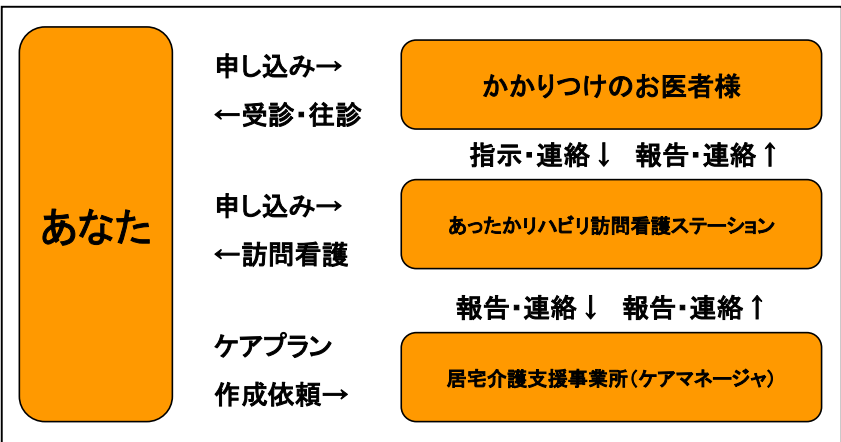 あなた
申し込み→
←受診・往診
かかりつけのお医者様
指示・連絡↓ 報告・連絡↑
申し込み→
←訪問看護
あったかリハビリ訪問看護ステーション
報告・連絡↓ 報告・連絡↑
ケアプラン
作成依頼→
居宅介護支援事業所（ケアマネージャ）